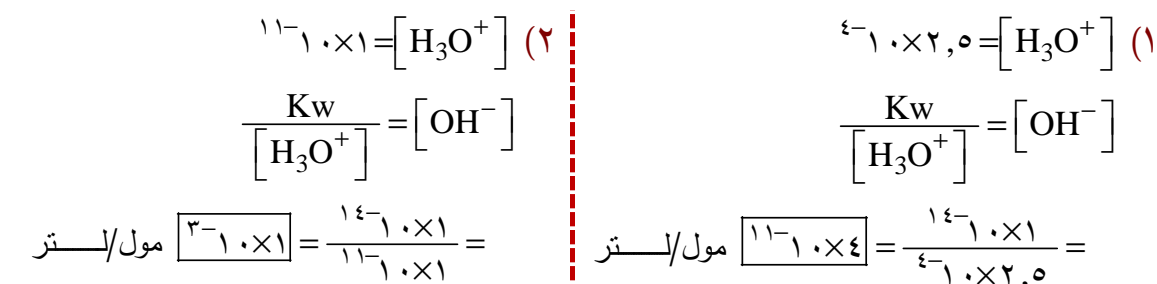 ١) [H₃O⁺] = ٢,٥×١٠⁻⁴
[OH⁻] = Kw / [H₃O⁺]
= ١×١٠⁻¹⁴ / ٢,٥×١٠⁻⁴ = ٤×١٠⁻¹¹ مول/لـــتر
٢) [H₃O⁺] = ١×١٠⁻¹¹
[OH⁻] = Kw / [H₃O⁺]
= ١×١٠⁻¹⁴ / ١×١٠⁻¹¹ = ١×١٠⁻³ مول/لـــتر